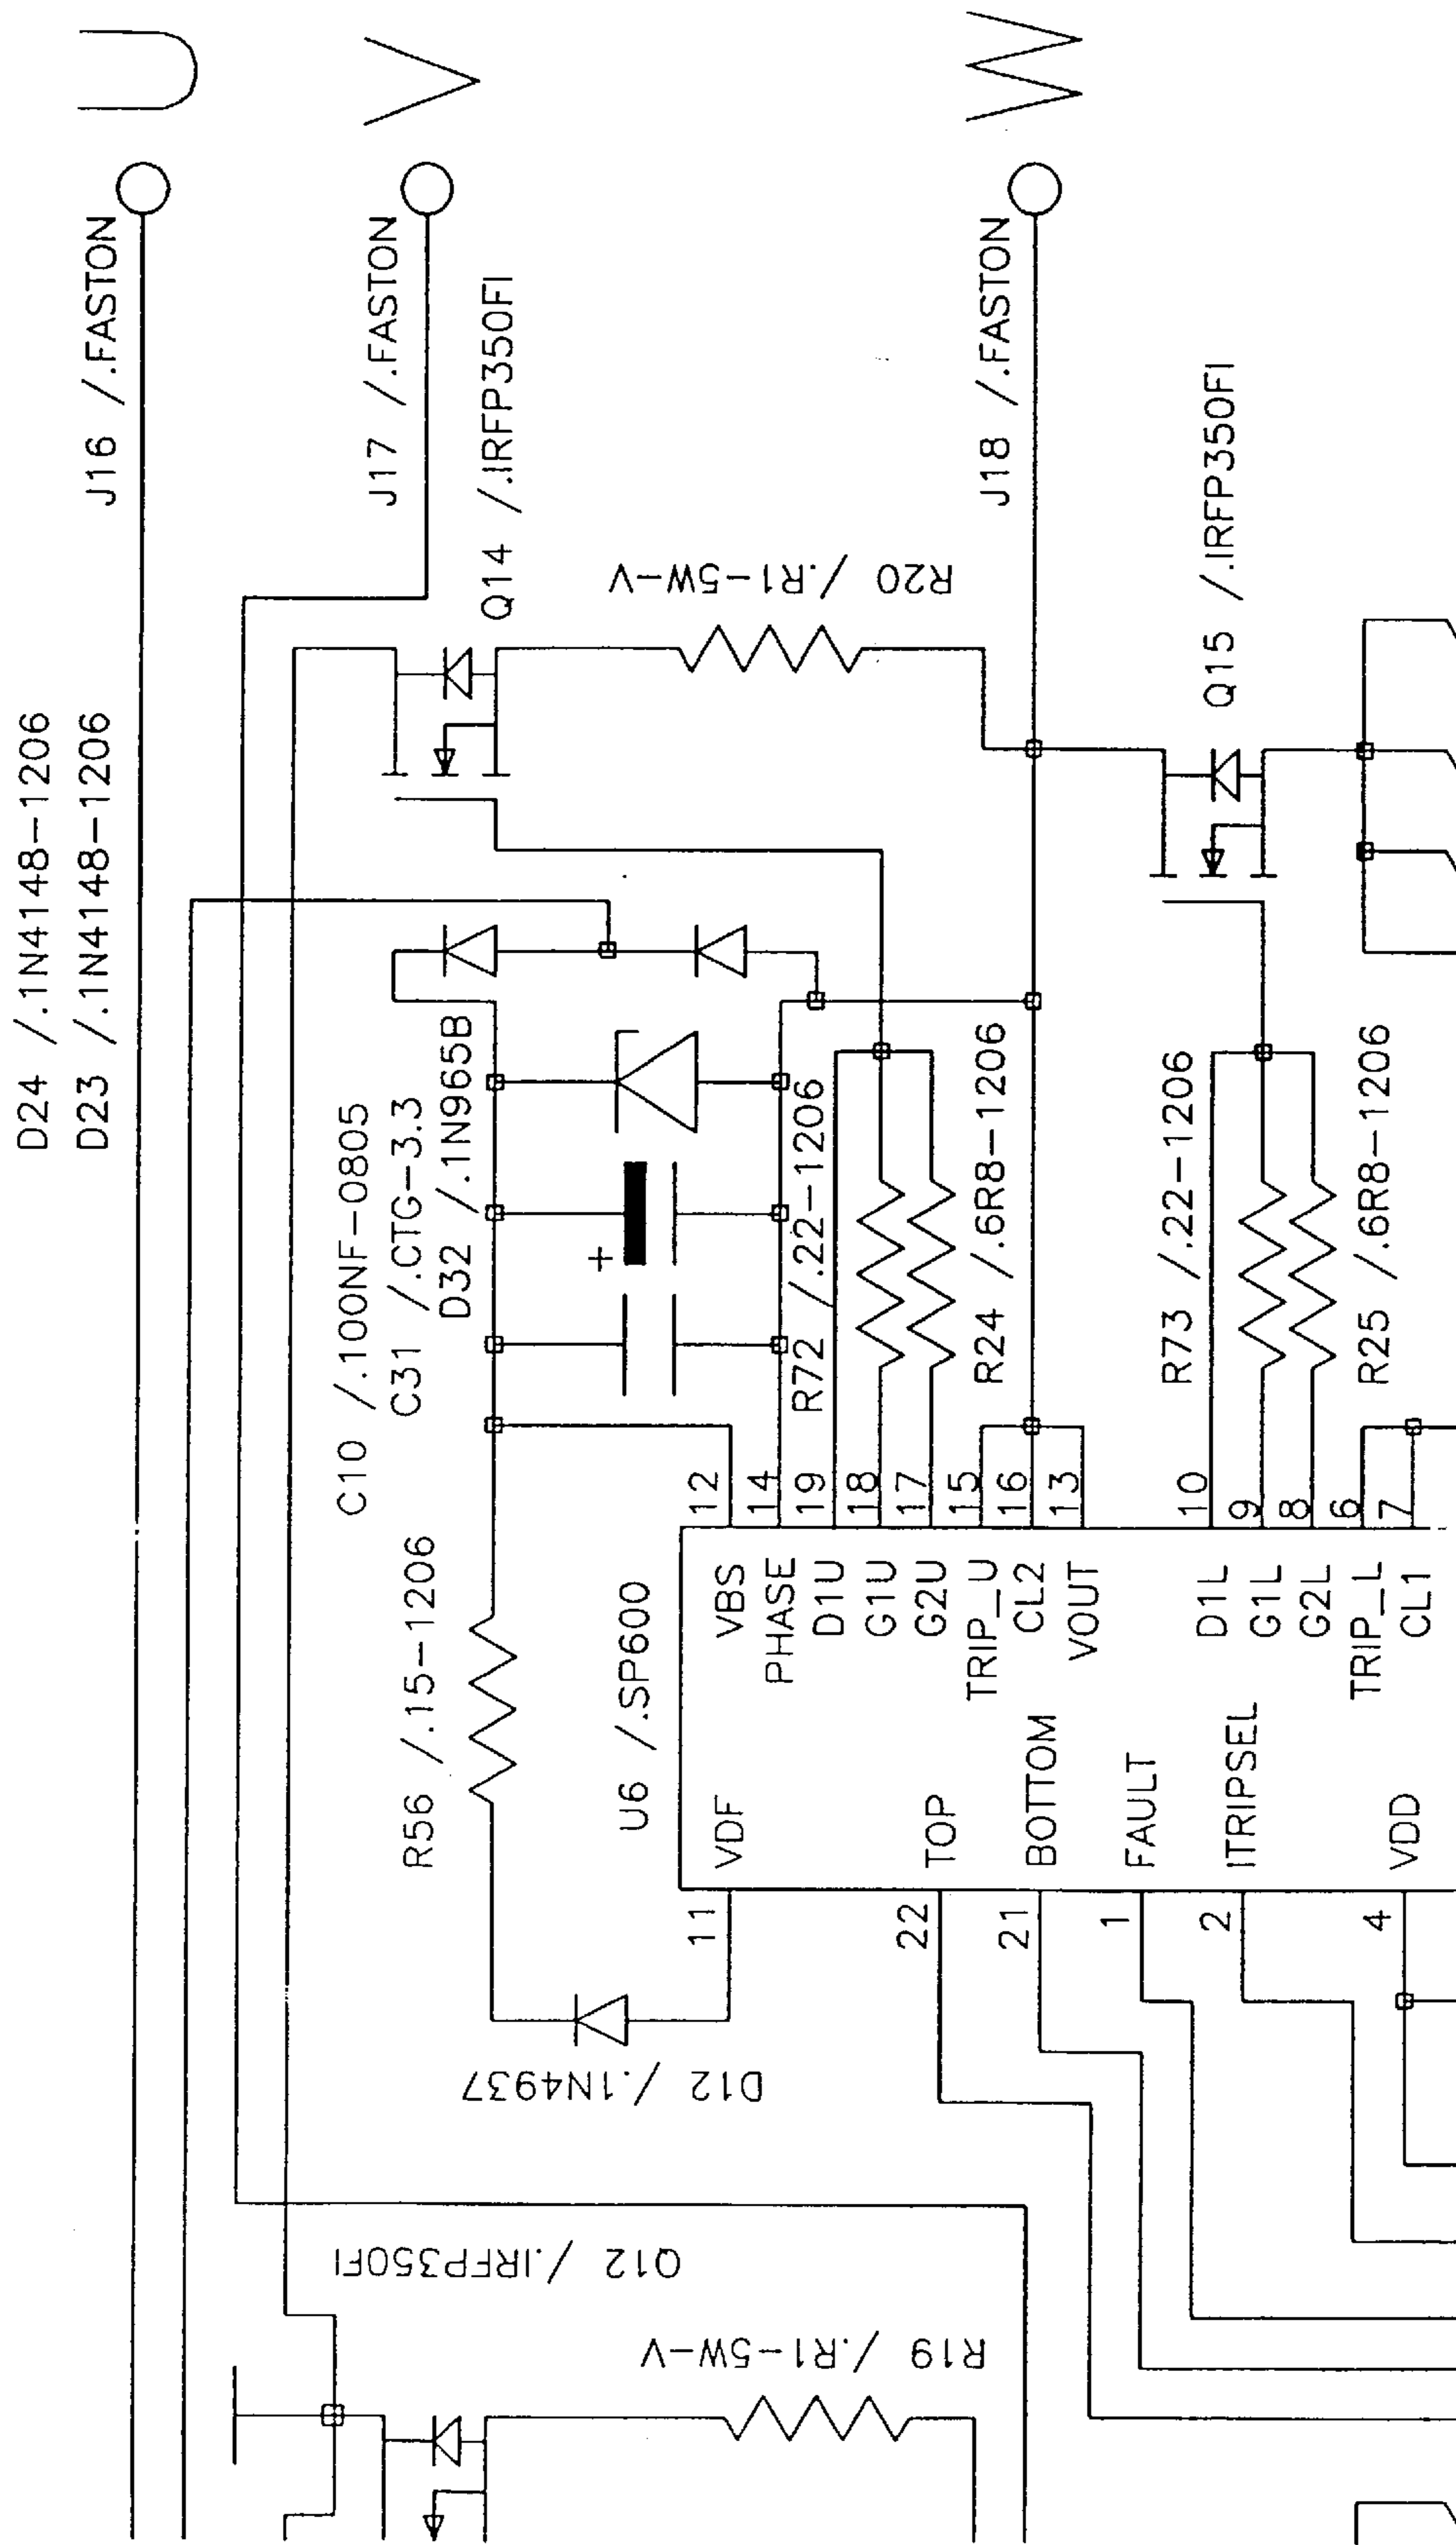 U
V
W
J16 /.FASTON
J17 /.FASTON
J18 /.FASTON
Q14 /.IRFP350FI
R20 /.R1-5W-V
Q15 /.IRFP350FI
D24 /.1N4148-1206
D23 /.1N4148-1206
C10 /.100NF-0805
C31 /.CTG-3.3
D32 /.1N965B
+
R72 /.22-1206
R24 /.6R8-1206
R73 /.22-1206
R25 /.6R8-1206
R56 /.15-1206
U6 /.SP600
12
14
19
18
17
15
16
13
10
9
8
6
7
VBS
PHASE
D1U
G1U
G2U
TRIP_U
CL2
VOUT
D1L
G1L
G2L
TRIP_L
CL1
VDF
TOP
BOTTOM
FAULT
ITRIPSEL
VDD
11
22
21
1
2
4
D12 /.1N4937
Q12 /.IRFP350FI
R19 /.R1-5W-V